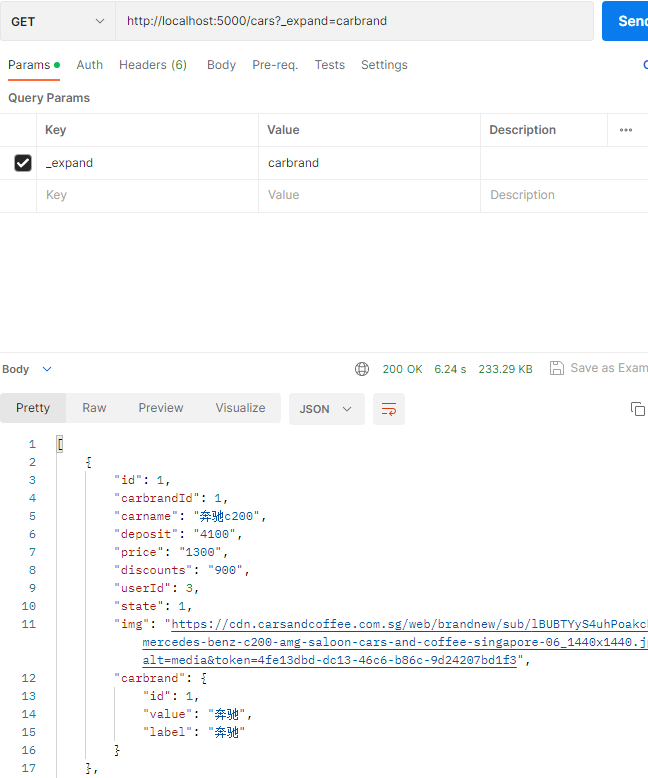 GET http://localhost:5000/cars?_expand=carbrand Send
Params Auth Headers (6) Body Pre-req. Tests Settings
Query Params
Key Value Description
_expand carbrand
Key Value Description
Body 200 OK 6.24 s 233.29 KB Save as Exam
Pretty Raw Preview Visualize JSON
1 [
2 {
3 "id": 1,
4 "carbrandId": 1,
5 "carname": "奔驰c200",
6 "deposit": "4100",
7 "price": "1300",
8 "discounts": "900",
9 "userId": 3,
10 "state": 1,
11 "img": "https://cdn.carsandcoffee.com.sg/web/brandnew/sub/lBUBTYyS4uhPoakc
mercedes-benz-c200-amg-saloon-cars-and-coffee-singapore-06_1440x1440.j
alt=media&token=4fe13dbd-dc13-46c6-b86c-9d24207bd1f3",
12 "carbrand": {
13 "id": 1,
14 "value": "奔驰",
15 "label": "奔驰"
16 }
17 },